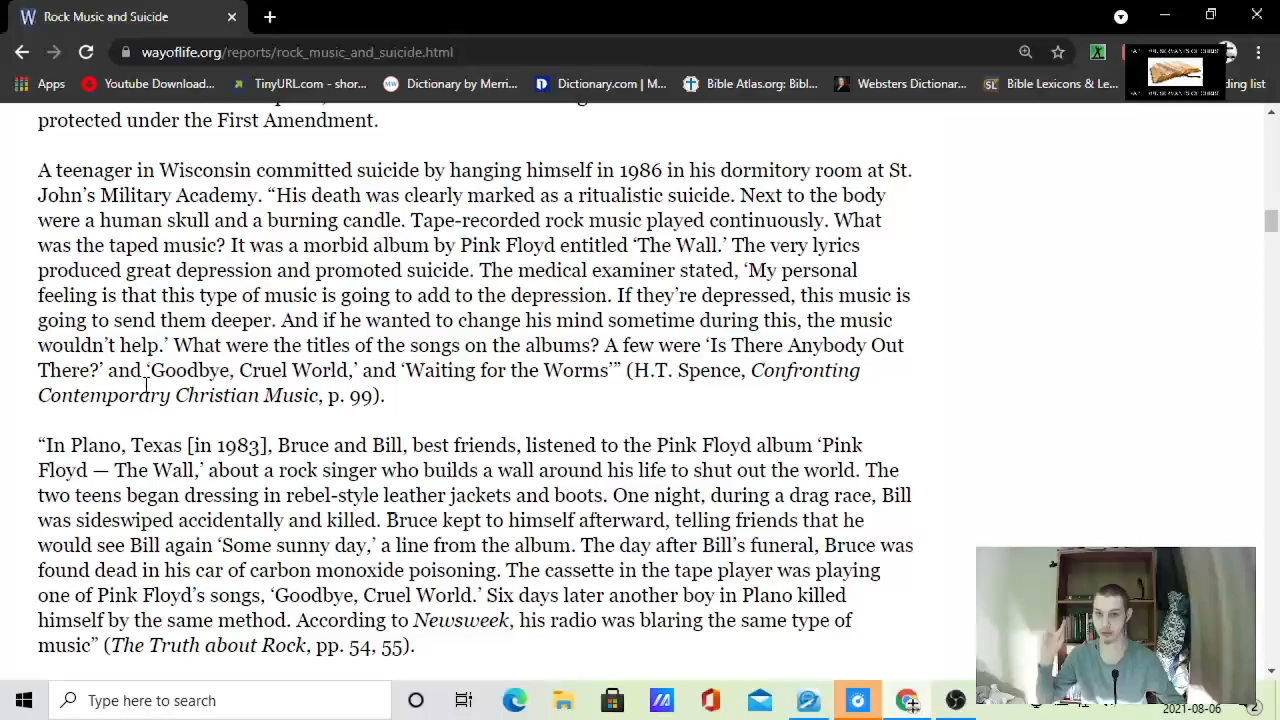 Rock Music and Suicide
wayoflife.org/reports/rock_music_and_suicide.html
Apps Youtube Download... TinyURL.com - shor... Dictionary by Merr... Dictionary.com | M... Bible Atlas.org: Bibl... Websters Dictionar... Bible Lexicons & Le... ding list
protected under the First Amendment.
A teenager in Wisconsin committed suicide by hanging himself in 1986 in his dormitory room at St.
John’s Military Academy. “His death was clearly marked as a ritualistic suicide. Next to the body
were a human skull and a burning candle. Tape-recorded rock music played continuously. What
was the taped music? It was a morbid album by Pink Floyd entitled ‘The Wall.’ The very lyrics
produced great depression and promoted suicide. The medical examiner stated, ‘My personal
feeling is that this type of music is going to add to the depression. If they’re depressed, this music is
going to send them deeper. And if he wanted to change his mind sometime during this, the music
wouldn’t help.’ What were the titles of the songs on the albums? A few were ‘Is There Anybody Out
There?’ and ‘Goodbye, Cruel World,’ and ‘Waiting for the Worms’” (H.T. Spence, Confronting
Contemporary Christian Music, p. 99).
“In Plano, Texas [in 1983], Bruce and Bill, best friends, listened to the Pink Floyd album ‘Pink
Floyd — The Wall,’ about a rock singer who builds a wall around his life to shut out the world. The
two teens began dressing in rebel-style leather jackets and boots. One night, during a drag race, Bill
was sideswiped accidentally and killed. Bruce kept to himself afterward, telling friends that he
would see Bill again ‘Some sunny day,’ a line from the album. The day after Bill’s funeral, Bruce was
found dead in his car of carbon monoxide poisoning. The cassette in the tape player was playing
one of Pink Floyd’s songs, ‘Goodbye, Cruel World.’ Six days later another boy in Plano killed
himself by the same method. According to Newsweek, his radio was blaring the same type of
music” (The Truth about Rock, pp. 54, 55).
Type here to search
2021-08-06